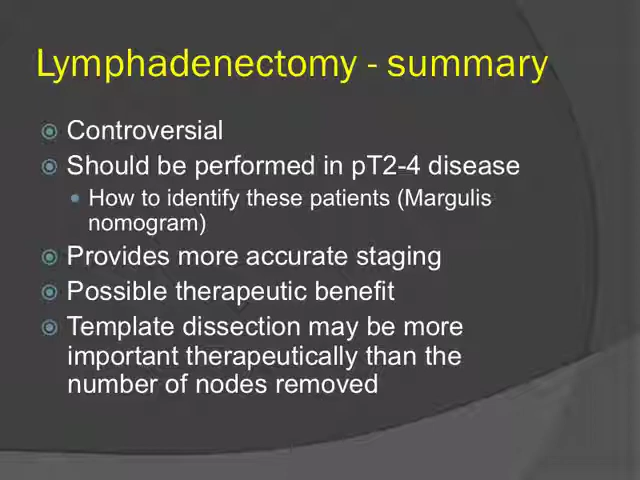 Lymphadenectomy - summary
Controversial
Should be performed in pT2-4 disease
How to identify these patients (Margulis
nomogram)
Provides more accurate staging
Possible therapeutic benefit
Template dissection may be more
important therapeutically than the
number of nodes removed